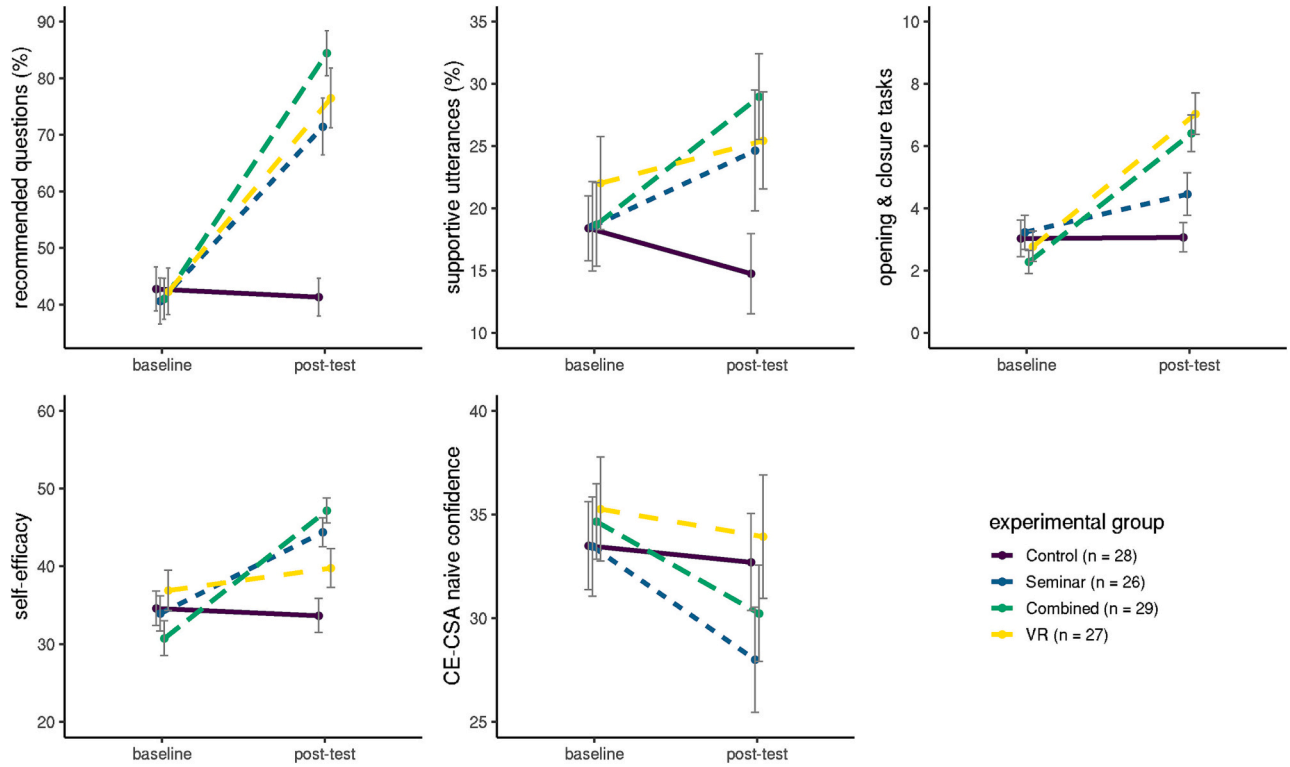 recommended questions (%)
90
80
70
60
50
40
baseline
post-test
supportive utterances (%)
35
30
25
20
15
10
baseline
post-test
opening & closure tasks
10
8
6
4
2
0
baseline
post-test
self-efficacy
60
50
40
30
20
baseline
post-test
CE-CSA naive confidence
40
35
30
25
baseline
post-test
experimental group
Control (n = 28)
Seminar (n = 26)
Combined (n = 29)
VR (n = 27)